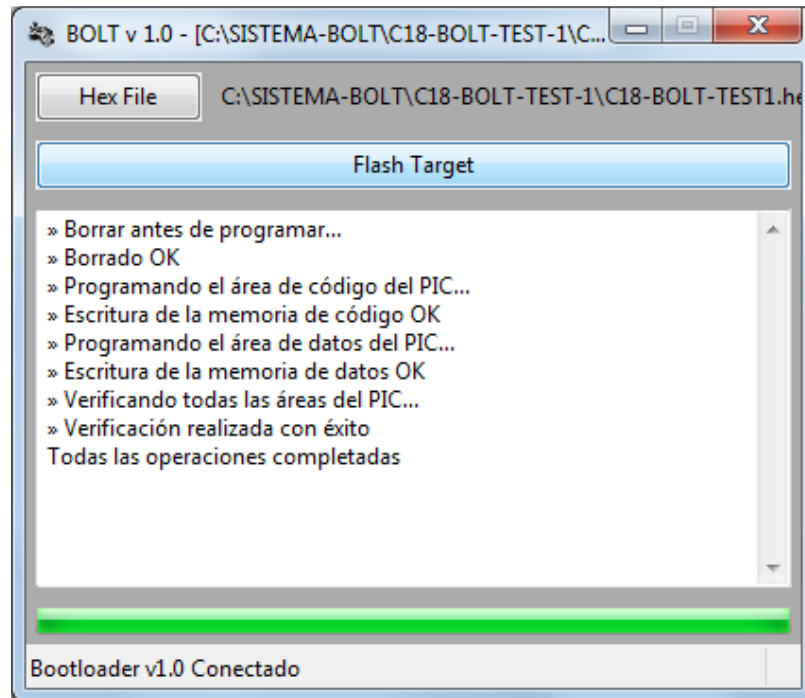 BOLT v 1.0 - [C:\SISTEMA-BOLT\C18-BOLT-TEST-1\C...
Hex File C:\SISTEMA-BOLT\C18-BOLT-TEST-1\C18-BOLT-TEST1.he
Flash Target
» Borrar antes de programar...
» Borrado OK
» Programando el área de código del PIC...
» Escritura de la memoria de código OK
» Programando el área de datos del PIC...
» Escritura de la memoria de datos OK
» Verificando todas las áreas del PIC...
» Verificación realizada con éxito
Todas las operaciones completadas
Bootloader v1.0 Conectado